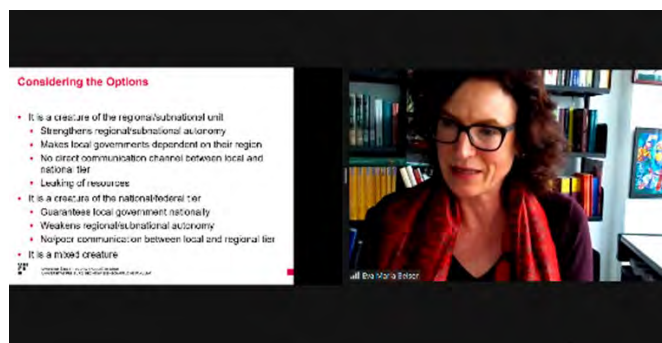 Considering the Options
• It is a creature of the regional/subnational unit
• Strengthens regional/subnational autonomy
• Makes local governments dependent on their region
• No direct communication channel between local and
national tier
• Leaking of resources
• It is a creature of the national/federal tier
• Guarantees local government nationally
• Weakens regional/subnational autonomy
• No/poor communication between local and regional tier
• It is a mixed creature
Eva Maria Belser